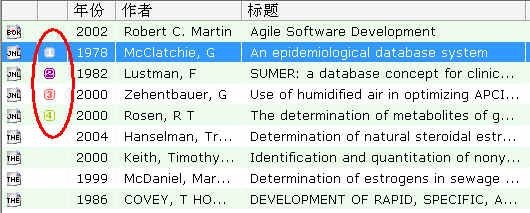 年份 作者 标题
BOK 2002 Robert C. Martin Agile Software Development
JNL 1 1978 McClatchie, G An epidemiological database system
JNL 2 1982 Lustman, F SUMER: a database concept for clinic...
JNL 3 2000 Zehentbauer, G Use of humidified air in optimizing APCI...
JNL 4 2000 Rosen, R T The determination of metabolites of g...
THE 2004 Hanselman, Tr... Determination of natural steroidal estr...
THE 2000 Keith, Timothy... Identification and quantitation of nony...
THE 1999 McDaniel, Mar... Determination of estrogens in sewage ...
THE 1986 COVEY, T HO... DEVELOPMENT OF RAPID, SPECIFIC, A...